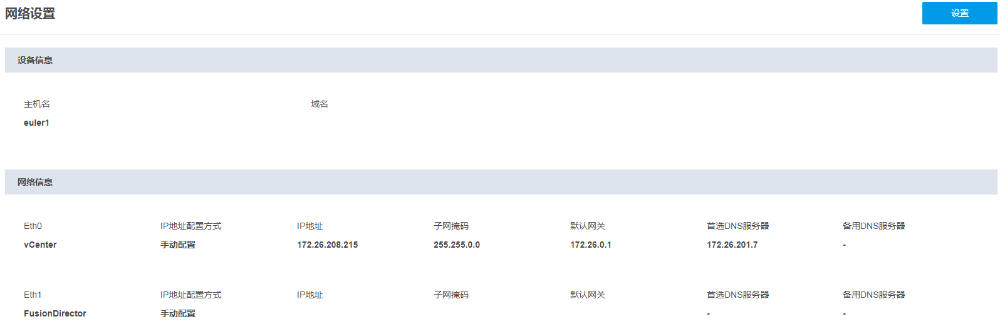 网络设置
设置
设备信息
主机名 域名
euler1
网络信息
Eth0 IP地址配置方式 IP地址 子网掩码 默认网关 首选DNS服务器 备用DNS服务器
vCenter 手动配置 172.26.208.215 255.255.0.0 172.26.0.1 172.26.201.7 -
Eth1 IP地址配置方式 IP地址 子网掩码 默认网关 首选DNS服务器 备用DNS服务器
FusionDirector 手动配置 - -